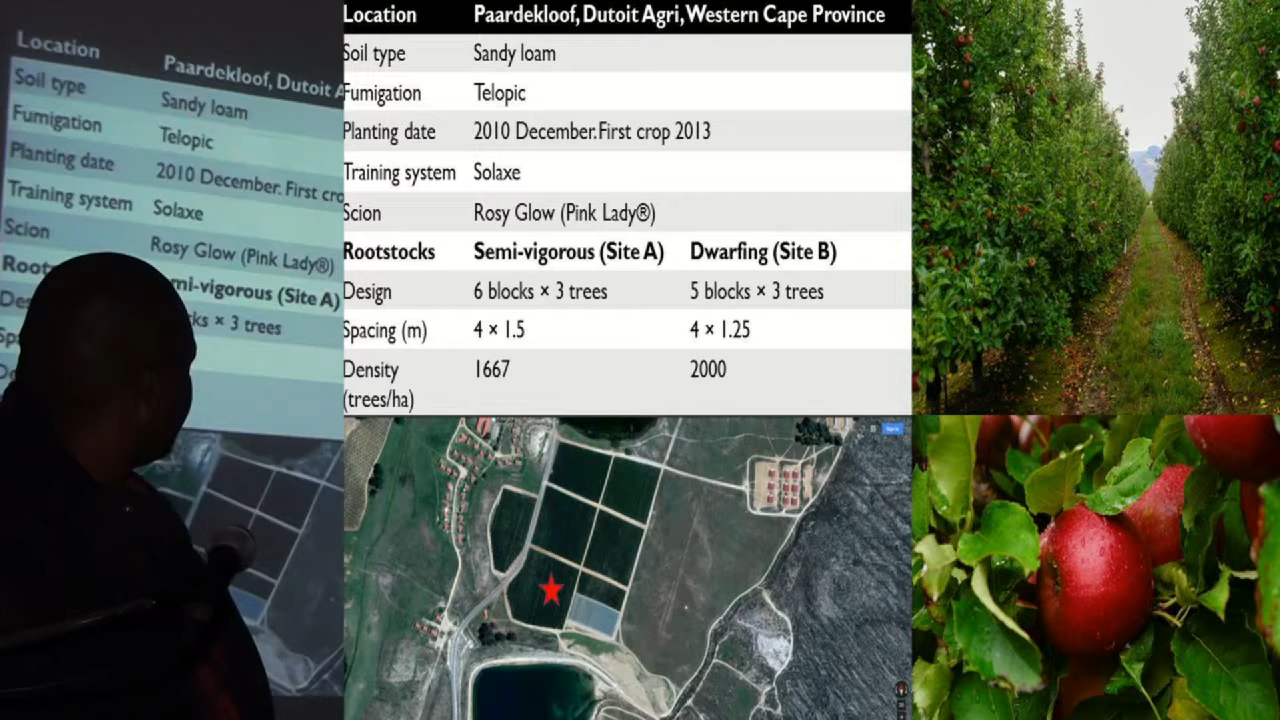 Location Paardekloof, Dutoit A
Soil type Sandy loam
Fumigation Telopic
Planting date 2010 December. First cro
Training system Solaxe
Scion Rosy Glow (Pink Lady®)
Root mi-vigorous (Site A)
De cks × 3 trees
Sp
De
Location Paardekloof, Dutoit Agri, Western Cape Province
Soil type Sandy loam
Fumigation Telopic
Planting date 2010 December. First crop 2013
Training system Solaxe
Scion Rosy Glow (Pink Lady®)
Rootstocks Semi-vigorous (Site A) Dwarfing (Site B)
Design 6 blocks × 3 trees 5 blocks × 3 trees
Spacing (m) 4 × 1.5 4 × 1.25
Density 1667 2000
(trees/ha)